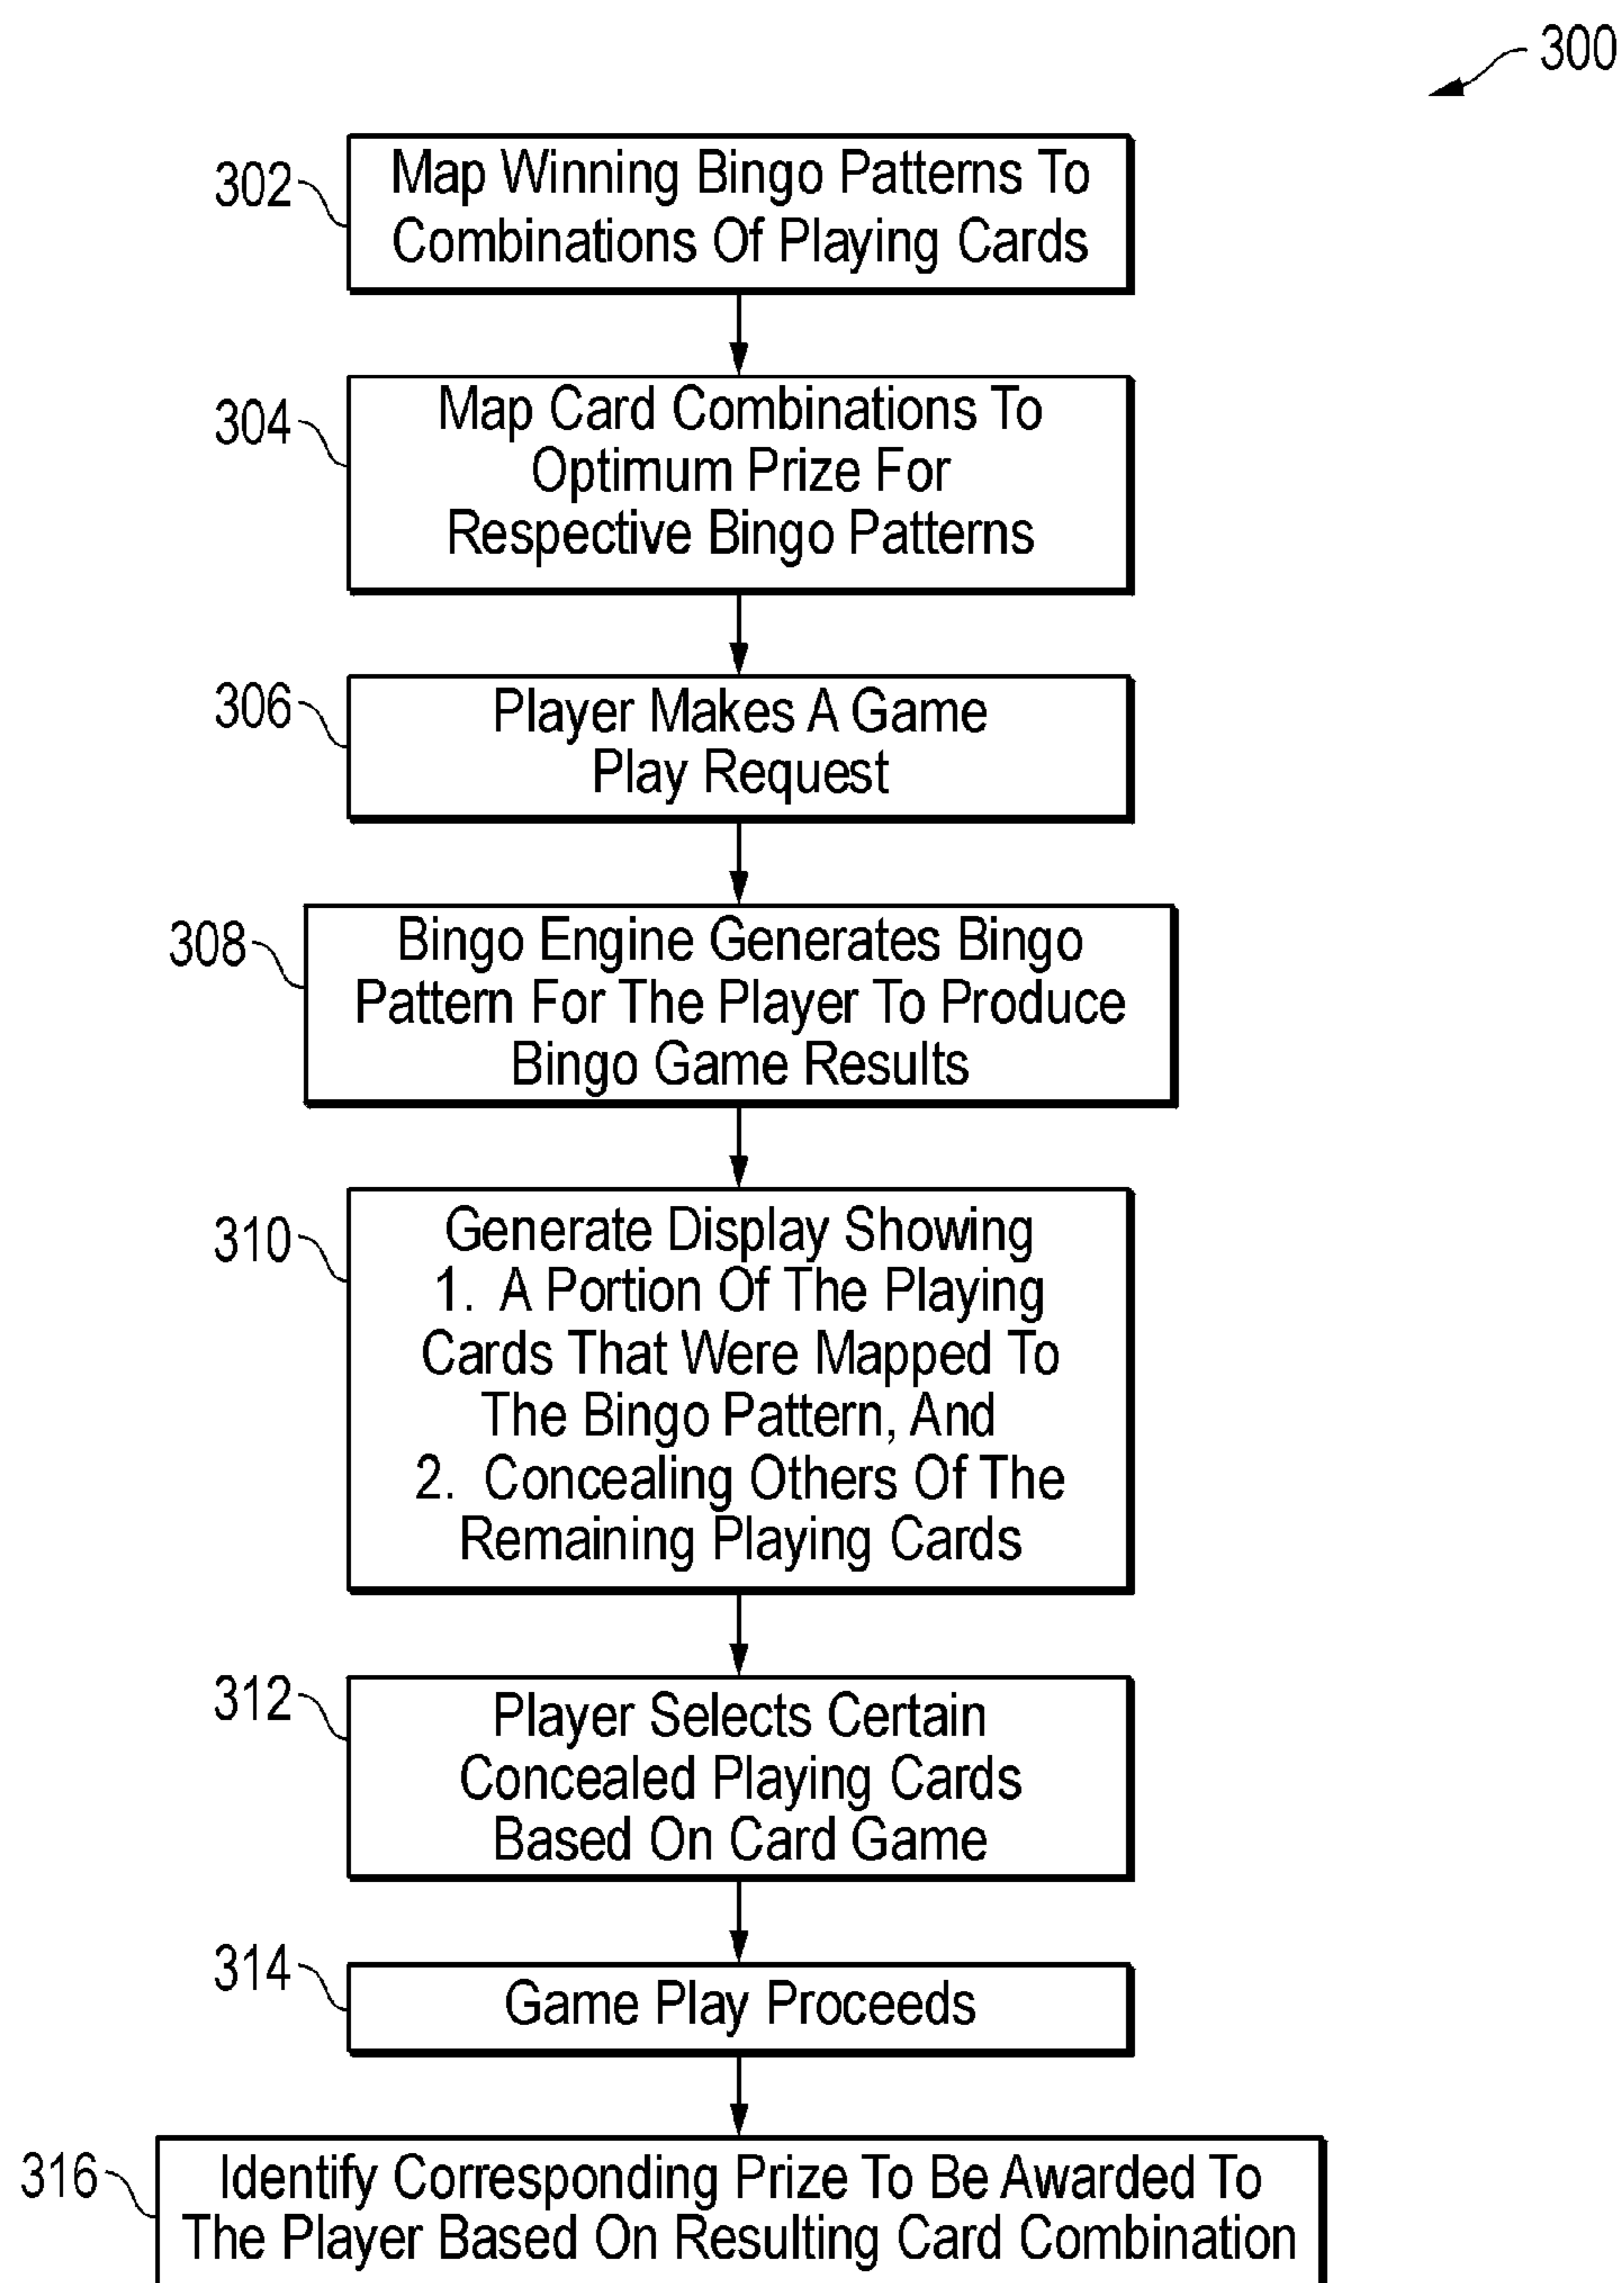 300
302
Map Winning Bingo Patterns To
Combinations Of Playing Cards
304
Map Card Combinations To
Optimum Prize For
Respective Bingo Patterns
306
Player Makes A Game
Play Request
308
Bingo Engine Generates Bingo
Pattern For The Player To Produce
Bingo Game Results
310
Generate Display Showing
1. A Portion Of The Playing
Cards That Were Mapped To
The Bingo Pattern, And
2. Concealing Others Of The
Remaining Playing Cards
312
Player Selects Certain
Concealed Playing Cards
Based On Card Game
314
Game Play Proceeds
316
Identify Corresponding Prize To Be Awarded To
The Player Based On Resulting Card Combination